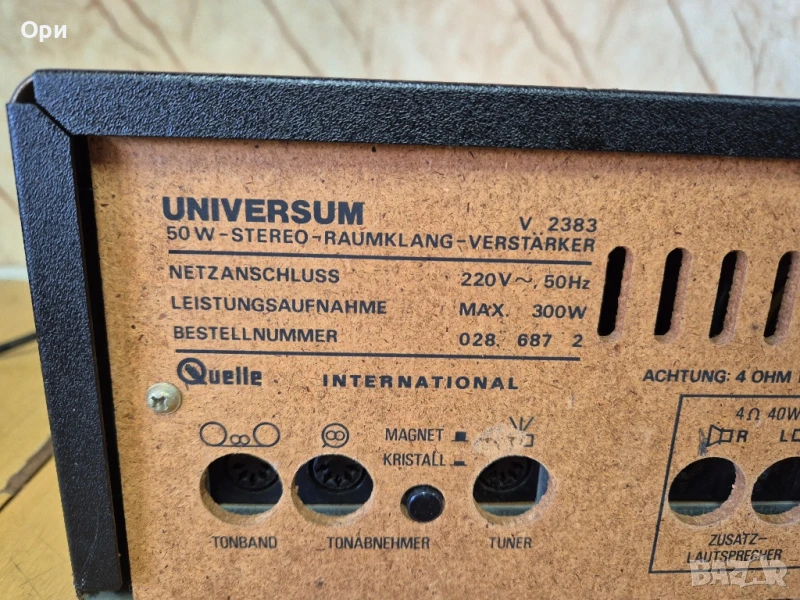 Ори
UNIVERSUM V. 2383
50 W-STEREO-RAUMKLANG-VERSTÄRKER
NETZANSCHLUSS 220V~, 50Hz
LEISTUNGSAUFNAHME MAX. 300W
BESTELLNUMMER 028. 687 2
Quelle INTERNATIONAL
ACHTUNG: 4 OHM
MAGNET
KRISTALL
4Ω 40W
R L
TONBAND TONABNEHMER TUNER
ZUSATZ-
LAUTSPRECHER
BAZAR